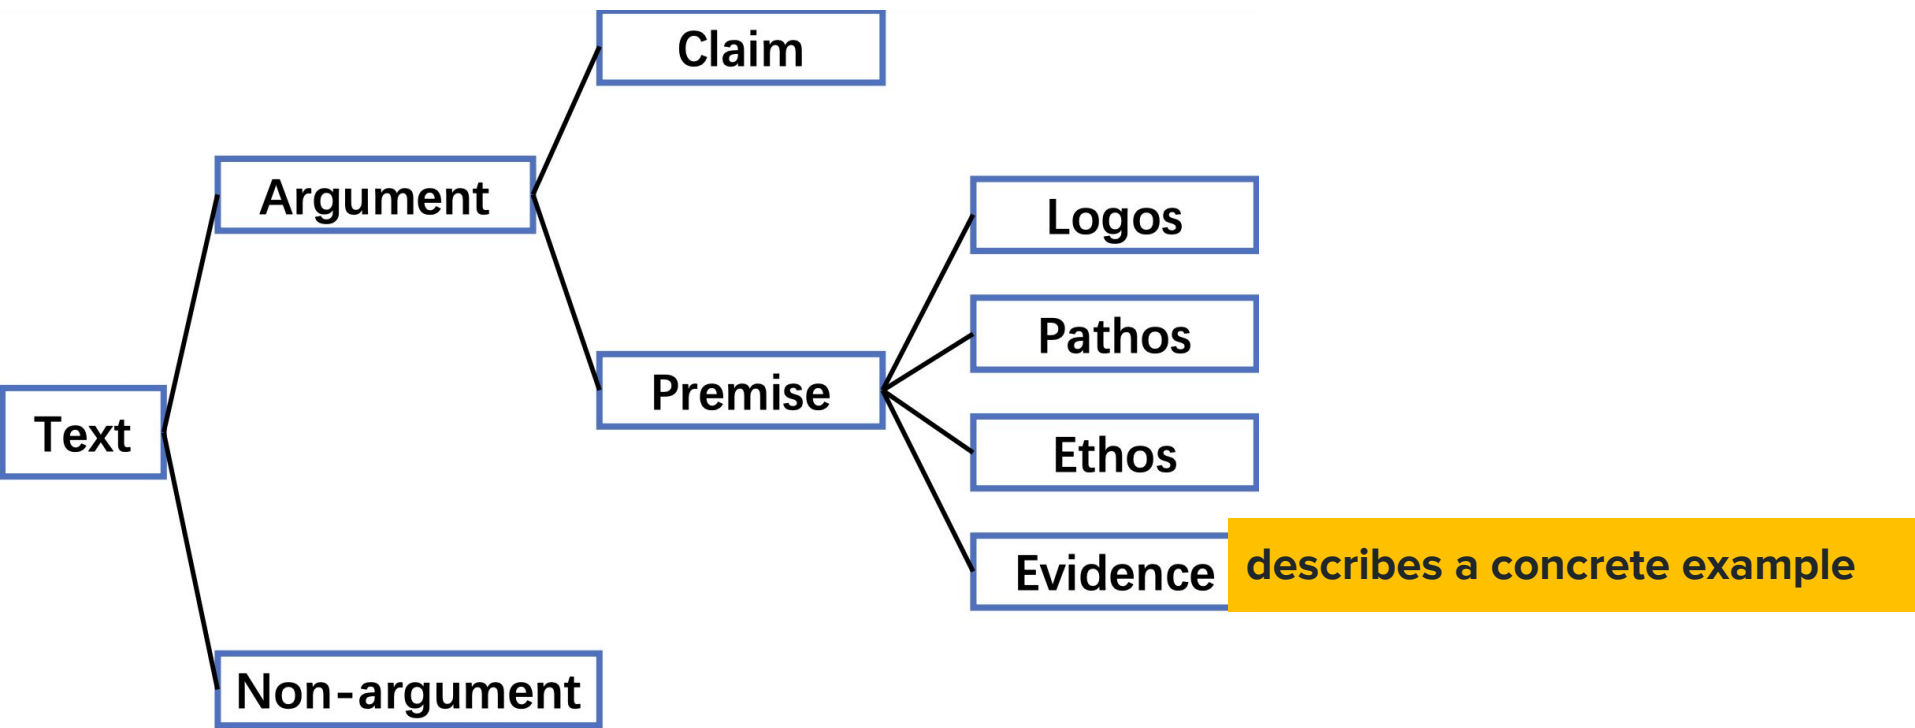 Claim
Argument
Logos
Pathos
Premise
Text
Ethos
Evidence
describes a concrete example
Non-argument